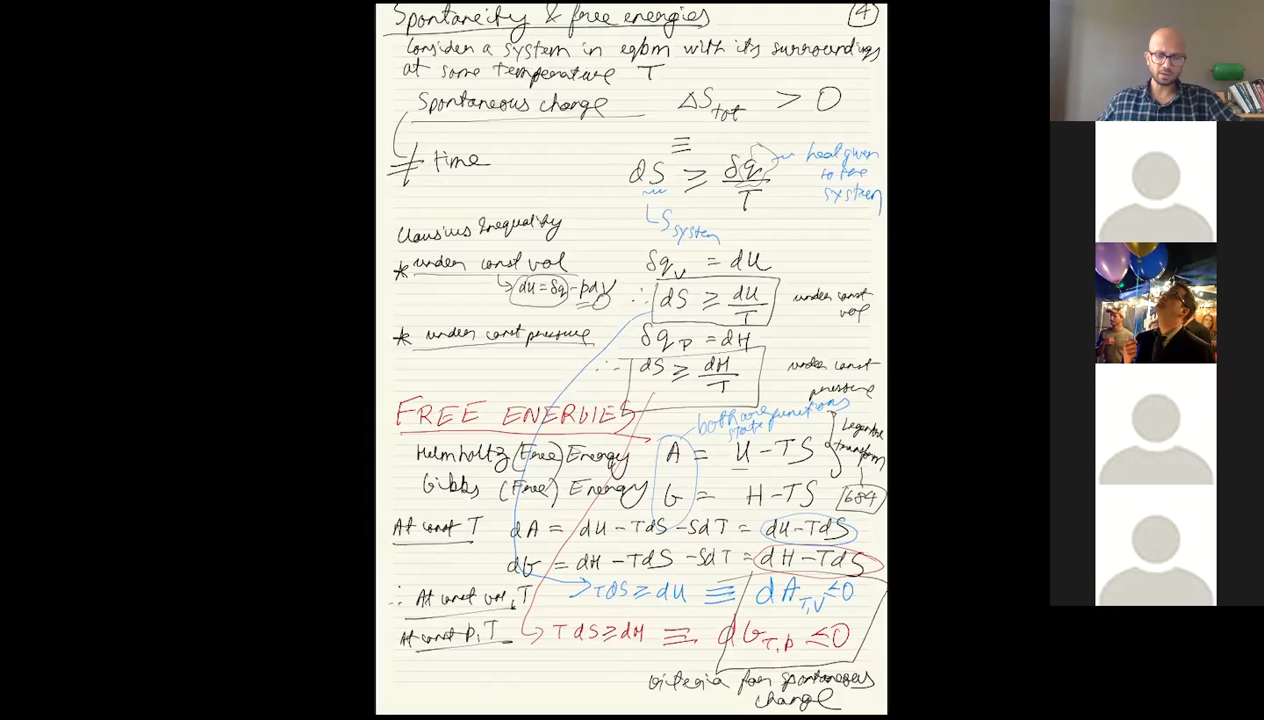 Spontaneity & free energies 4
Consider a system in eqbm with its surroundings
at some temperature T
Spontaneous change ΔS_tot > 0
≡
≠ time
dS ≥ δq/T
heat given
to the
system
S_system
Clausius Inequality
* under const vol δq_V = dU
du = δq - pdV 0
∴ dS ≥ dU/T under const
vol
* under const pressure δq_p = dH
∴ dS ≥ dH/T under const
pressure
FREE ENERGIES
both are functions
state
Helmholtz (Free) Energy A = U - TS
Gibbs (Free) Energy G = H - TS
Legendre
transform
684
At const T dA = dU - TdS - SdT = dU - TdS
dG = dH - TdS - SdT = dH - TdS
∴ At const vol, T TdS ≥ dU ≡ dA_T,V ≤ 0
At const p, T TdS ≥ dH ≡ dG_T,p ≤ 0
criteria for spontaneous
change